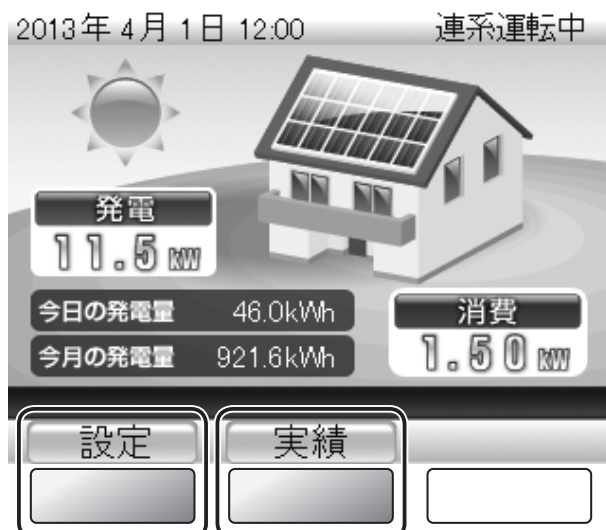 2013年 4月 1日 12:00 連系運転中
発電
11.5 kW
今日の発電量 46.0kWh
今月の発電量 921.6kWh
消費
1.50 kW
設定 実績